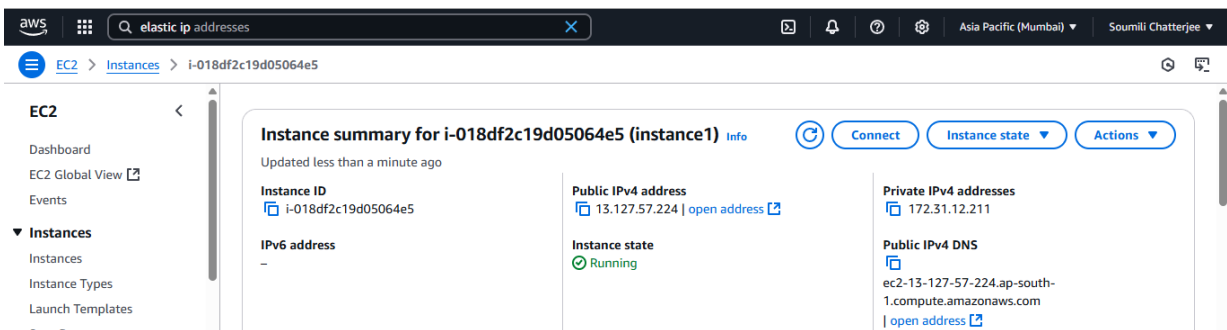 aws
elastic ip addresses
Asia Pacific (Mumbai) ▼
Soumili Chatterjee ▼
EC2 > Instances > i-018df2c19d05064e5
EC2
Dashboard
EC2 Global View
Events
▼ Instances
Instances
Instance Types
Launch Templates
Instance summary for i-018df2c19d05064e5 (instance1) Info
Connect
Instance state ▼
Actions ▼
Updated less than a minute ago
Instance ID
i-018df2c19d05064e5
Public IPv4 address
13.127.57.224 | open address
Private IPv4 addresses
172.31.12.211
IPv6 address
–
Instance state
Running
Public IPv4 DNS
ec2-13-127-57-224.ap-south-
1.compute.amazonaws.com
| open address